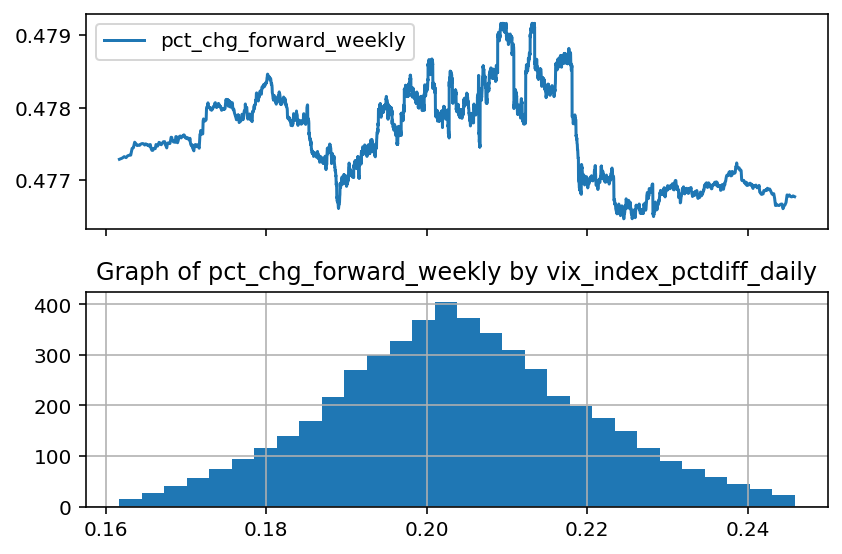 0.479
pct_chg_forward_weekly
0.478
0.477
Graph of pct_chg_forward_weekly by vix_index_pctdiff_daily
400
300
200
100
0
0.16 0.18 0.20 0.22 0.24